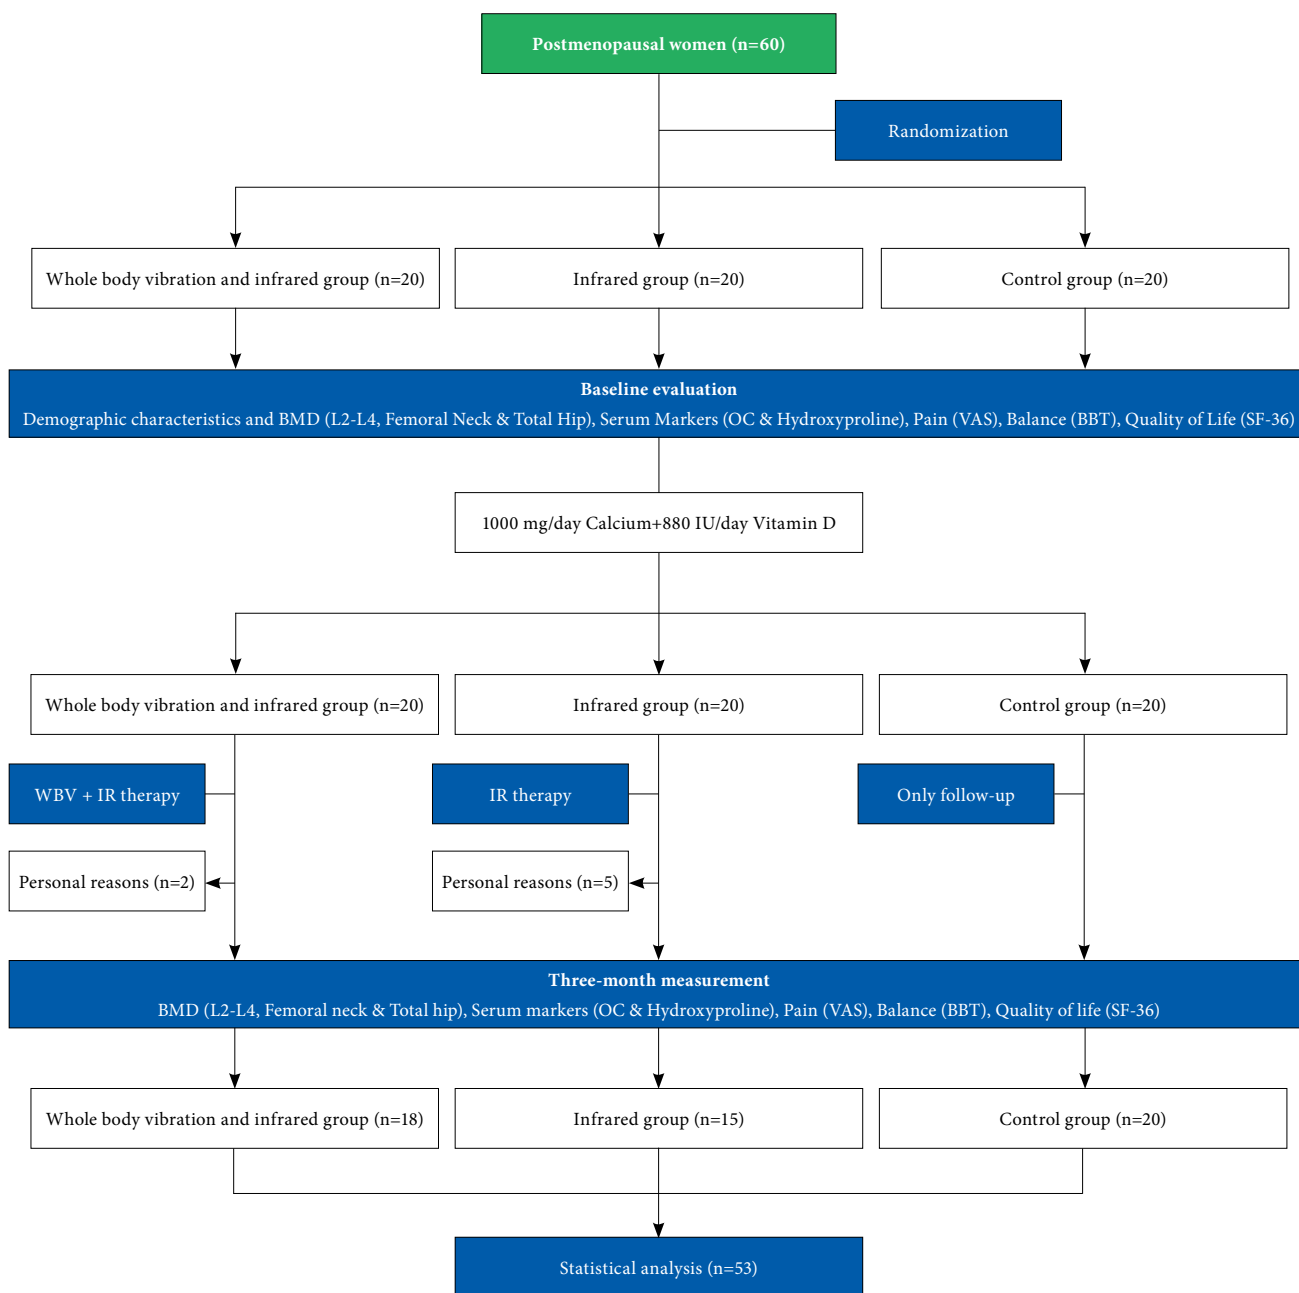 Postmenopausal women (n=60)
Randomization
Whole body vibration and infrared group (n=20)
Infrared group (n=20)
Control group (n=20)
Baseline evaluation
Demographic characteristics and BMD (L2-L4, Femoral Neck & Total Hip), Serum Markers (OC & Hydroxyproline), Pain (VAS), Balance (BBT), Quality of Life (SF-36)
1000 mg/day Calcium+880 IU/day Vitamin D
Whole body vibration and infrared group (n=20)
Infrared group (n=20)
Control group (n=20)
WBV + IR therapy
IR therapy
Only follow-up
Personal reasons (n=2)
Personal reasons (n=5)
Three-month measurement
BMD (L2-L4, Femoral neck & Total hip), Serum markers (OC & Hydroxyproline), Pain (VAS), Balance (BBT), Quality of life (SF-36)
Whole body vibration and infrared group (n=18)
Infrared group (n=15)
Control group (n=20)
Statistical analysis (n=53)